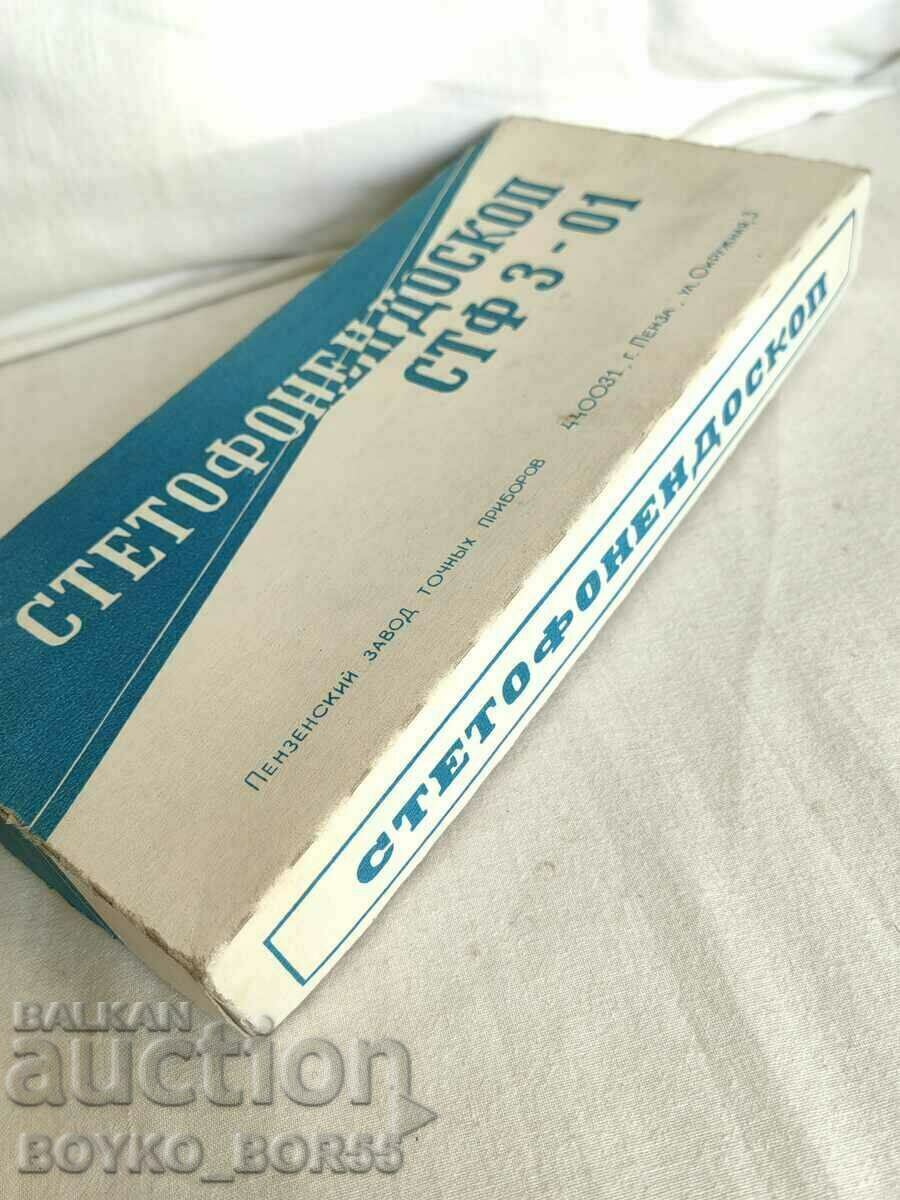 СТЕТОФОНЕНДОСКОП
СТФ 3-01
Пензенский завод точных приборов 440031, г. Пенза, ул. Окружная, 3
СТЕТОФОНЕНДОСКОП
BALKAN
auction
BOYKO_BOR55